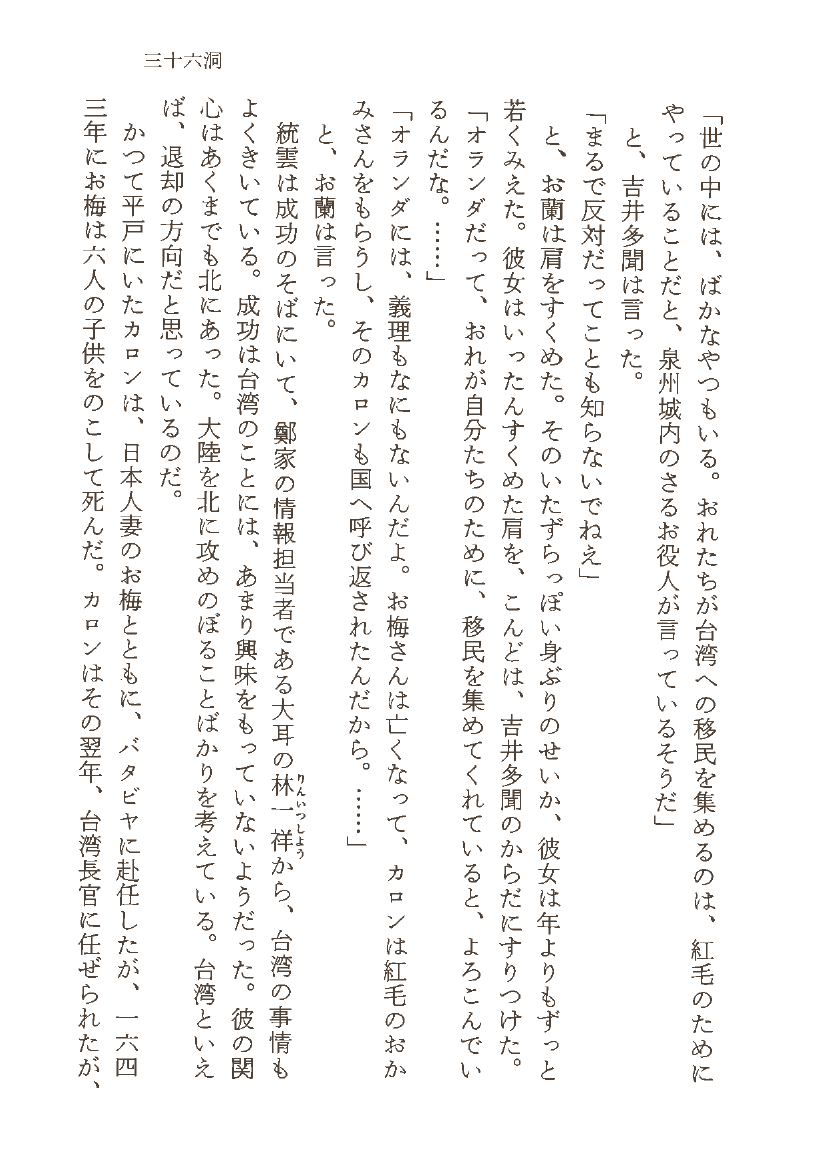 三十六洞
「世の中には、ばかなやつもいる。おれたちが台湾への移民を集めるのは、紅毛のために
やっていることだと、泉州城内のさるお役人が言っているそうだ」
と、吉井多聞は言った。
「まるで反対だってことも知らないでねえ」
と、お蘭は肩をすくめた。そのいたずらっぽい身ぶりのせいか、彼女は年よりもずっと
若くみえた。彼女はいったんすくめた肩を、こんどは、吉井多聞のからだにすりつけた。
「オランダだって、おれが自分たちのために、移民を集めてくれていると、よろこんでい
るんだな。……」
「オランダには、義理もなにもないんだよ。お梅さんは亡くなって、カロンは紅毛のおか
みさんをもらうし、そのカロンも国へ呼び返されたんだから。……」
と、お蘭は言った。
統雲は成功のそばにいて、鄭家の情報担当者である大耳の林一祥から、台湾の事情も
りんいつしよう
よくきいている。成功は台湾のことには、あまり興味をもっていないようだった。彼の関
心はあくまでも北にあった。大陸を北に攻めのぼることばかりを考えている。台湾といえ
ば、退却の方向だと思っているのだ。
かつて平戸にいたカロンは、日本人妻のお梅とともに、バタビヤに赴任したが、一六四
三年にお梅は六人の子供をのこして死んだ。カロンはその翌年、台湾長官に任ぜられたが、